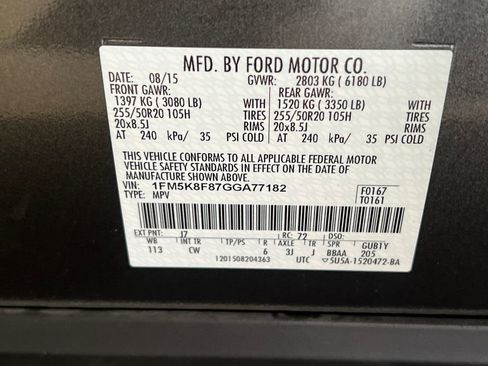 MFD. BY FORD MOTOR CO.
DATE: 08/15 GVWR: 2803 KG ( 6180 LB)
FRONT GAWR: REAR GAWR:
1397 KG ( 3080 LB) WITH 1520 KG ( 3350 LB) WITH
255/50R20 105H TIRES 255/50R20 105H TIRES
20x8.5J RIMS 20x8.5J RIMS
AT 240 kPa/ 35 PSI COLD AT 240 kPa/ 35 PSI COLD
THIS VEHICLE CONFORMS TO ALL APPLICABLE FEDERAL MOTOR
VEHICLE SAFETY STANDARDS IN EFFECT ON THE DATE OF
MANUFACTURE SHOWN ABOVE.
VIN: 1FM5K8F87GGA77182 F0167
TYPE: MPV T0161
EXT PNT: J7 RC: 72 DSO:
WB INT TR TP/PS R AXLE TR SPR GUB1Y
113 CW 6 3J J BBAA 205
1201508204363 UTC ▽5U5A-1520472-BA